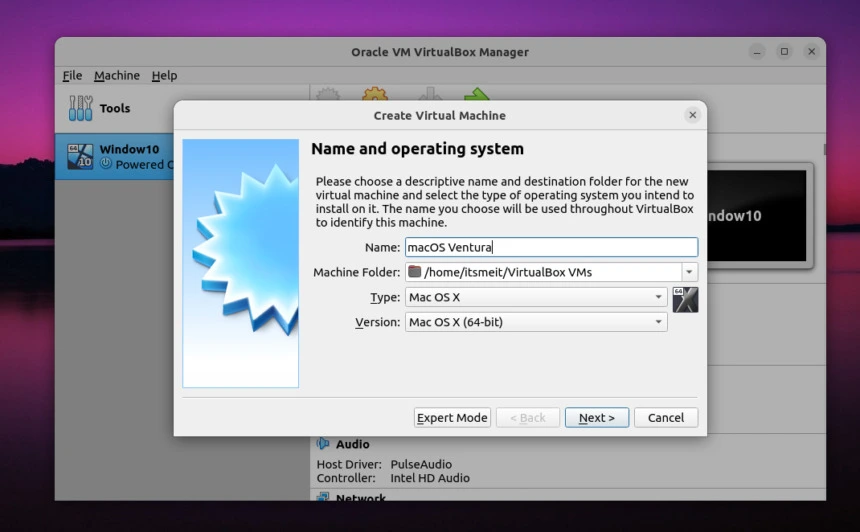 Oracle VM VirtualBox Manager
File Machine Help
Tools
Create Virtual Machine
64
10
Window10
Powered O
Name and operating system
Please choose a descriptive name and destination folder for the new
virtual machine and select the type of operating system you intend to
install on it. The name you choose will be used throughout VirtualBox
to identify this machine.
ndow10
Name: macOS Ventura
Machine Folder: /home/itsmeit/VirtualBox VMs
Type: Mac OS X
64
Version: Mac OS X (64-bit)
Expert Mode < Back Next > Cancel
Audio
Host Driver: PulseAudio
Controller: Intel HD Audio
Network